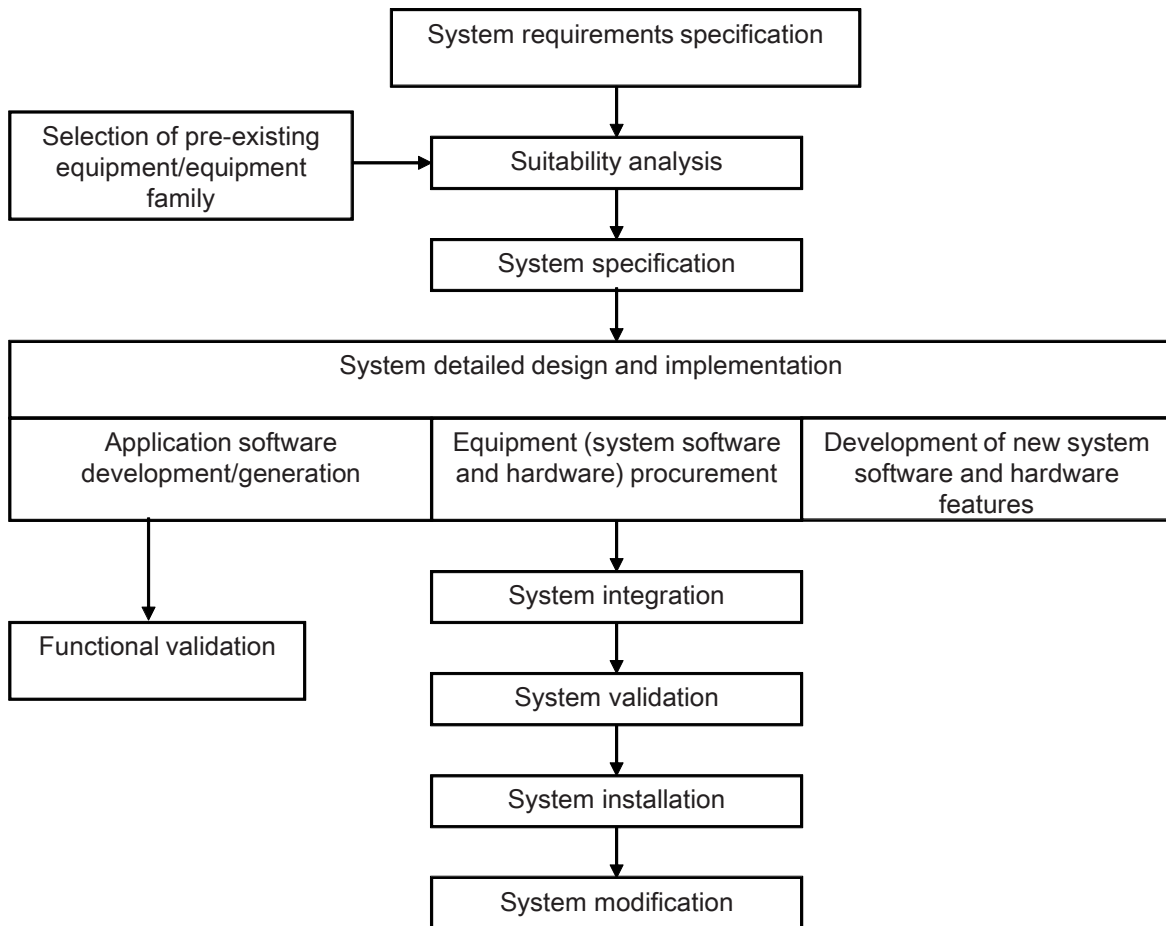 System requirements specification
Selection of pre-existing
equipment/equipment
family
Suitability analysis
System specification
System detailed design and implementation
Application software
development/generation
Equipment (system software
and hardware) procurement
Development of new system
software and hardware
features
System integration
Functional validation
System validation
System installation
System modification